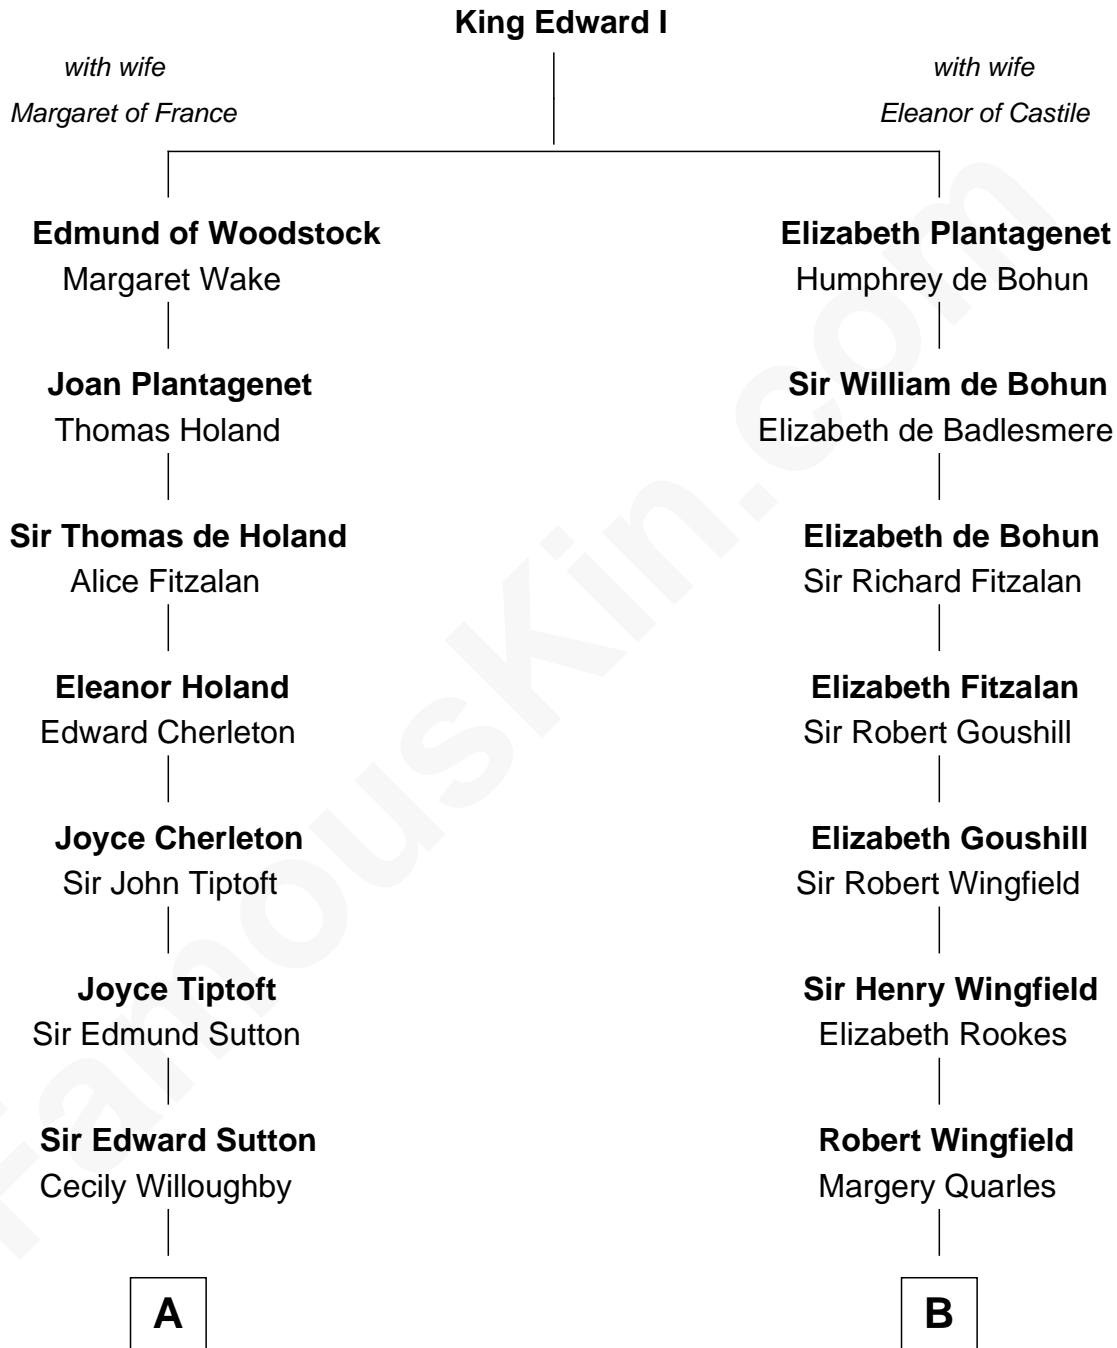 King Edward I
with wife
Margaret of France
with wife
Eleanor of Castile
Edmund of Woodstock
Margaret Wake
Elizabeth Plantagenet
Humphrey de Bohun
Joan Plantagenet
Thomas Holand
Sir William de Bohun
Elizabeth de Badlesmere
Sir Thomas de Holand
Alice Fitzalan
Elizabeth de Bohun
Sir Richard Fitzalan
Eleanor Holand
Edward Cherleton
Elizabeth Fitzalan
Sir Robert Goushill
Joyce Cherleton
Sir John Tiptoft
Elizabeth Goushill
Sir Robert Wingfield
Joyce Tiptoft
Sir Edmund Sutton
Sir Henry Wingfield
Elizabeth Rookes
Sir Edward Sutton
Cecily Willoughby
Robert Wingfield
Margery Quarles
A
B
FamousKin.com